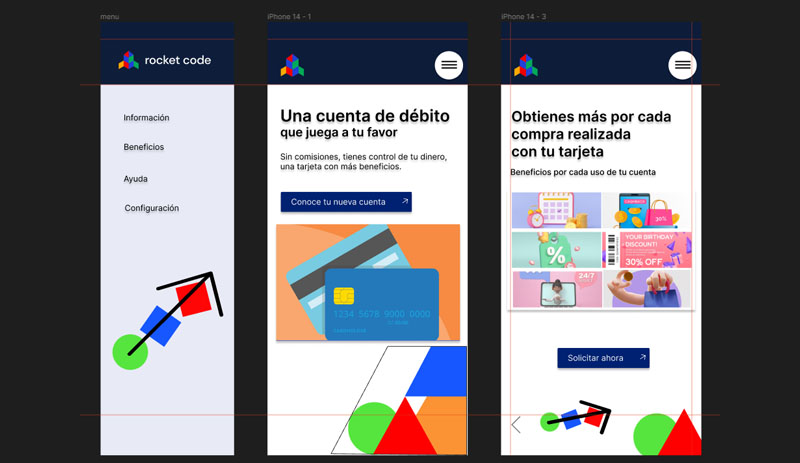 menu
rocket code
Información
Beneficios
Ayuda
Configuración
iPhone 14 - 1
Una cuenta de débito
que juega a tu favor
Sin comisiones, tienes control de tu dinero,
una tarjeta con más beneficios.
Conoce tu nueva cuenta
1234 5678 9000 0000
CARDHOLDER
iPhone 14 - 3
Obtienes más por cada
compra realizada
con tu tarjeta
Beneficios por cada uso de tu cuenta
30%
%
YOUR BIRTHDAY
DISCOUNT!
30% OFF
24/7
Solicitar ahora